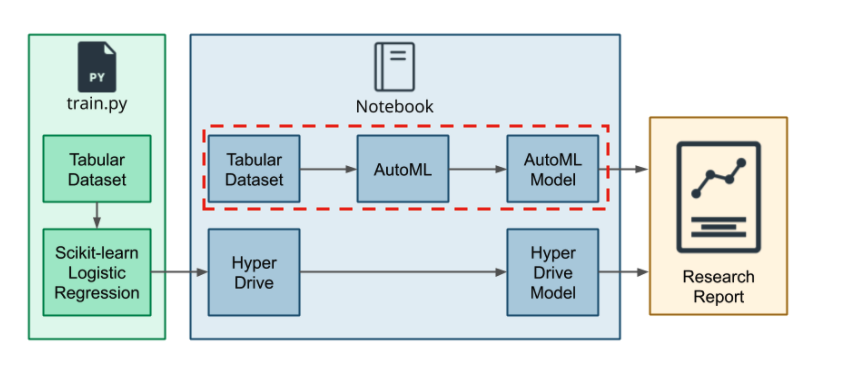 PY
train.py
Tabular
Dataset
Scikit-learn
Logistic
Regression
Notebook
Tabular
Dataset
AutoML
AutoML
Model
Hyper
Drive
Hyper
Drive
Model
Research
Report